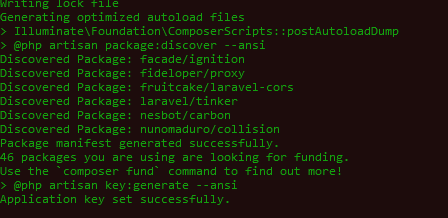 Writing lock file
Generating optimized autoload files
> Illuminate\Foundation\ComposerScripts::postAutoloadDump
> @php artisan package:discover --ansi
Discovered Package: facade/ignition
Discovered Package: fideloper/proxy
Discovered Package: fruitcake/laravel-cors
Discovered Package: laravel/tinker
Discovered Package: nesbot/carbon
Discovered Package: nunomaduro/collision
Package manifest generated successfully.
46 packages you are using are looking for funding.
Use the `composer fund` command to find out more!
> @php artisan key:generate --ansi
Application key set successfully.